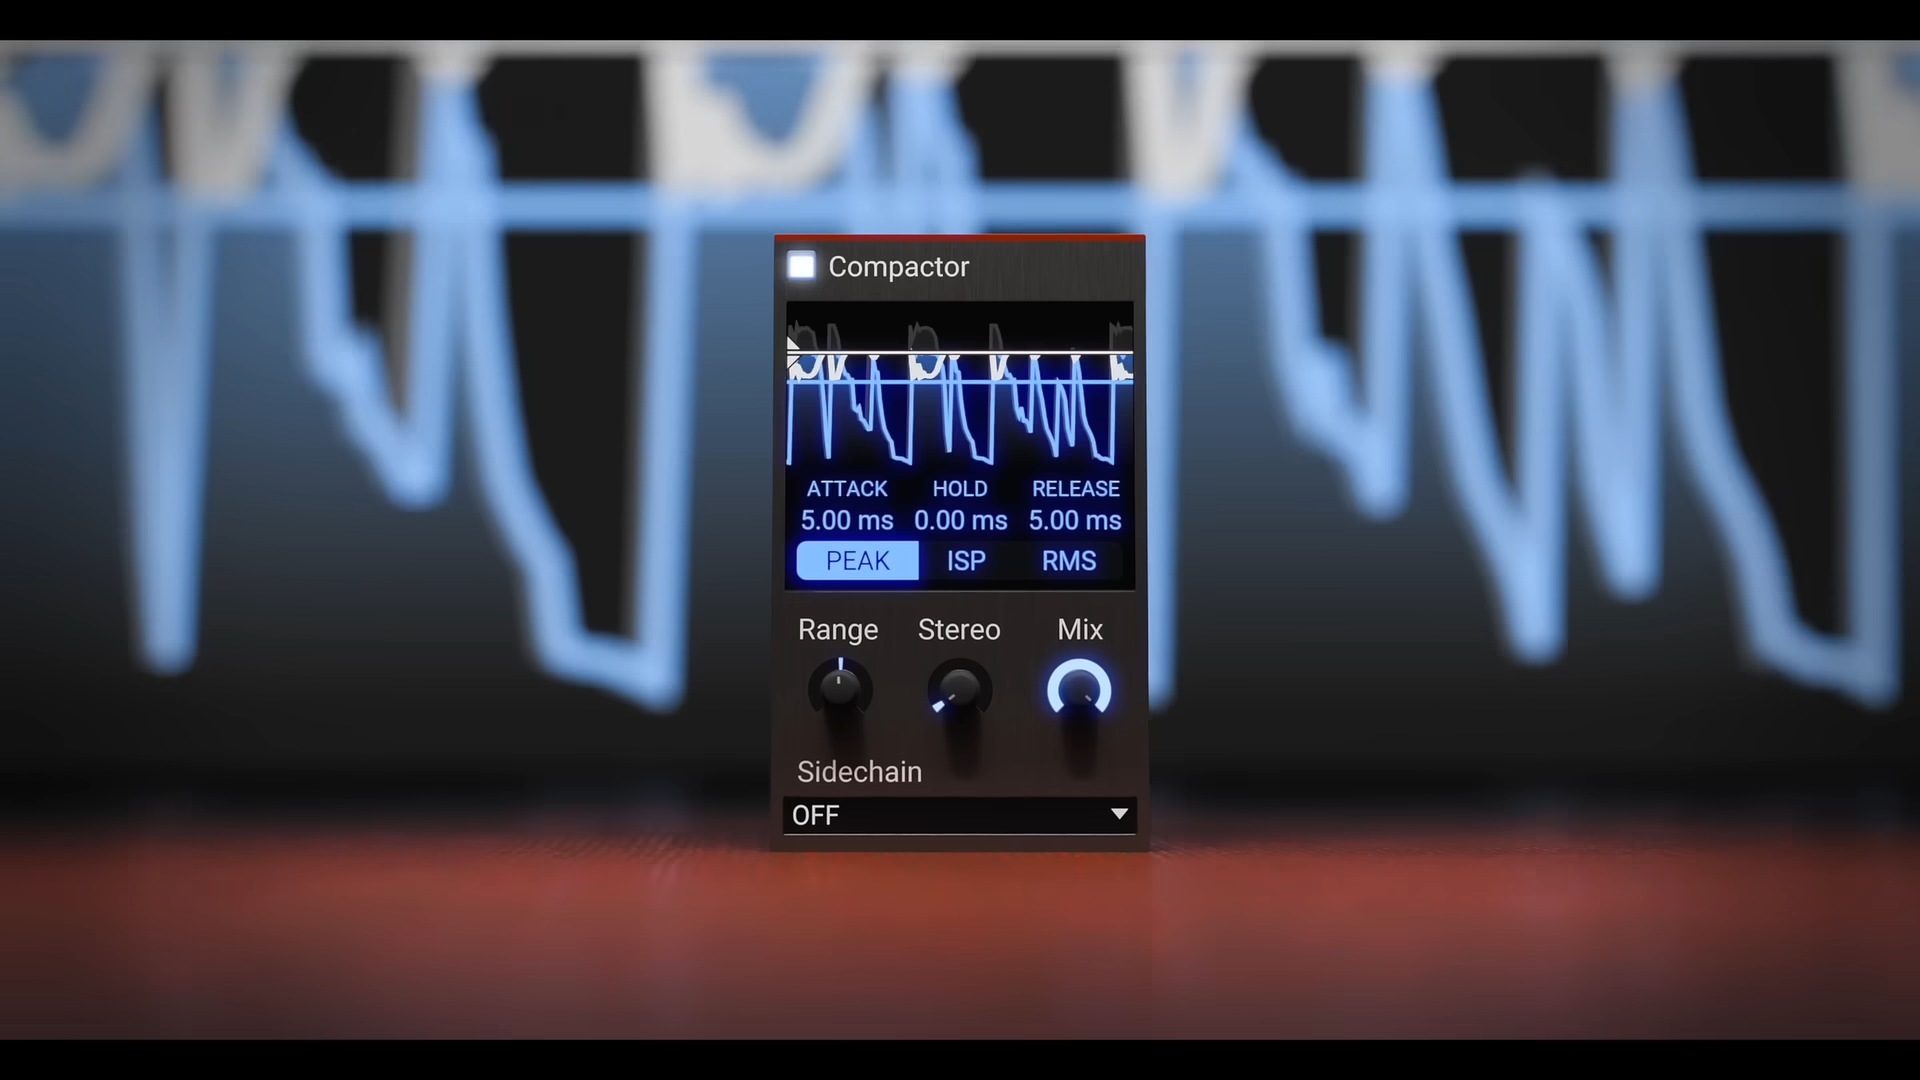 Compactor
ATTACK HOLD RELEASE
5.00 ms 0.00 ms 5.00 ms
PEAK ISP RMS
Range Stereo Mix
Sidechain
OFF